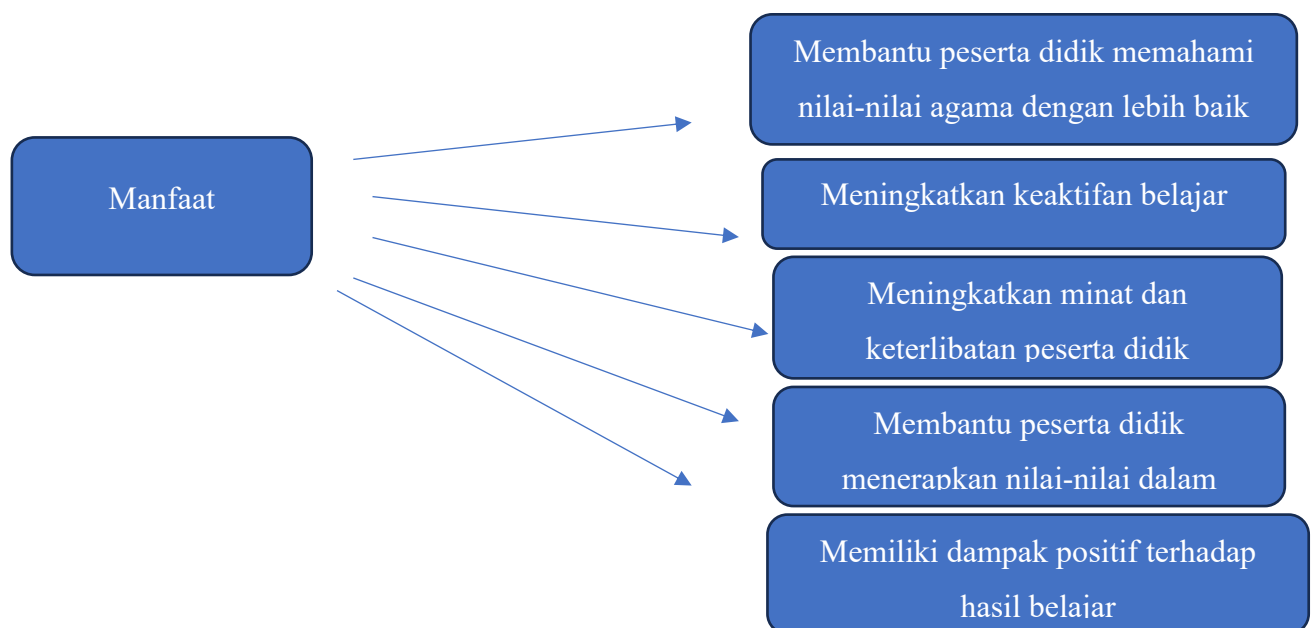 Manfaat
Membantu peserta didik memahami
nilai-nilai agama dengan lebih baik
Meningkatkan keaktifan belajar
Meningkatkan minat dan
keterlibatan peserta didik
Membantu peserta didik
menerapkan nilai-nilai dalam
Memiliki dampak positif terhadap
hasil belajar